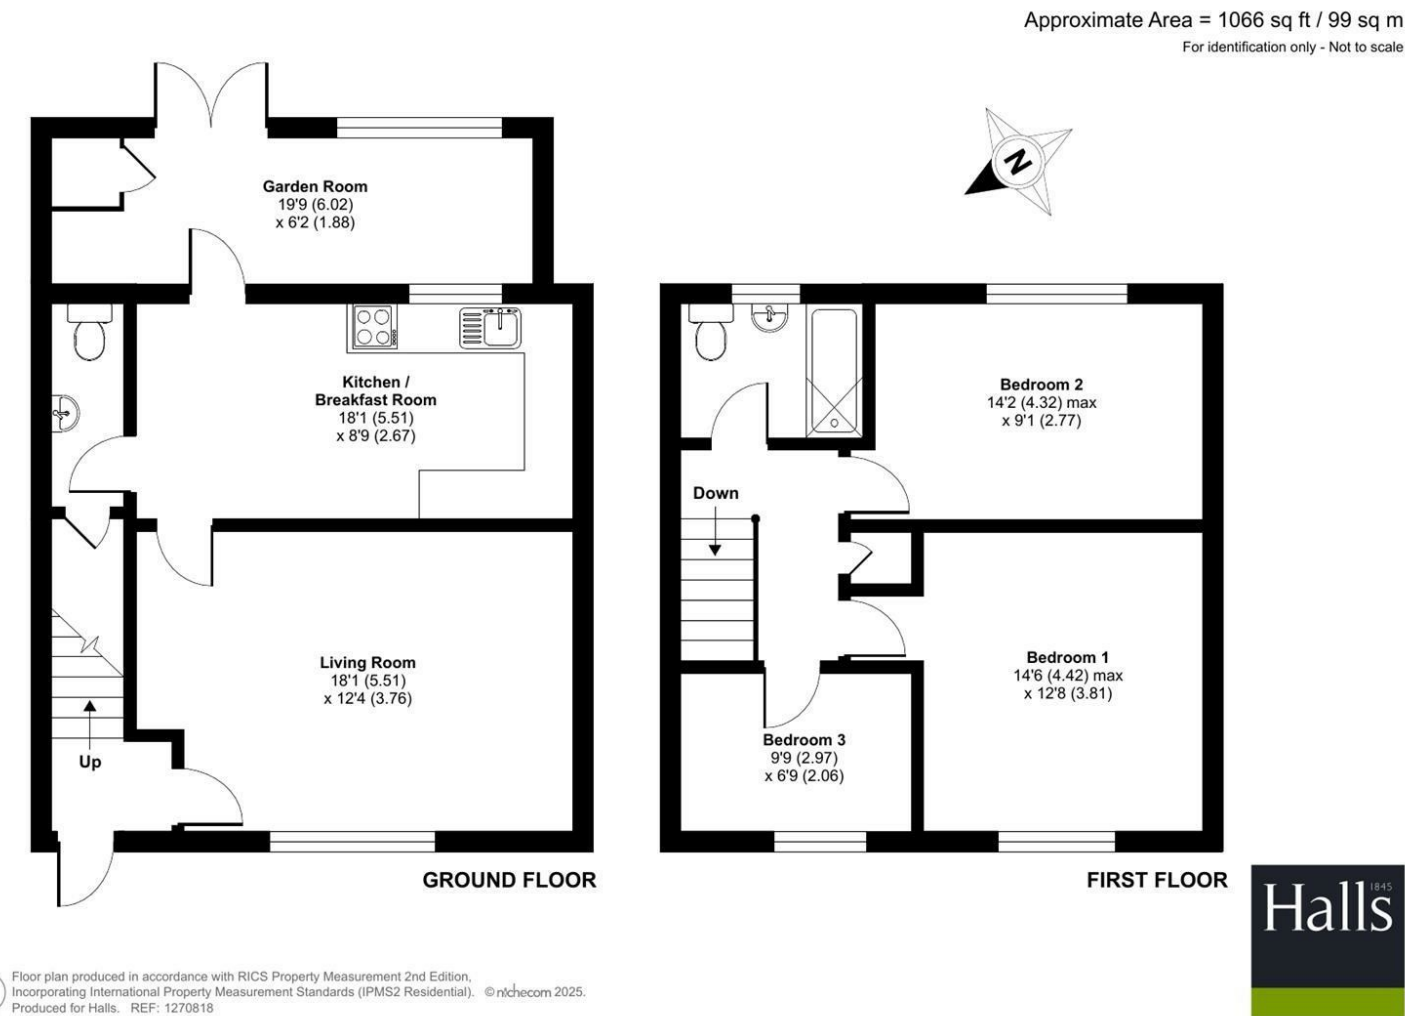 Approximate Area = 1066 sq ft / 99 sq m
For identification only - Not to scale
N
Garden Room
19'9 (6.02)
x 6'2 (1.88)
Kitchen /
Breakfast Room
18'1 (5.51)
x 8'9 (2.67)
Living Room
18'1 (5.51)
x 12'4 (3.76)
Up
GROUND FLOOR
Bedroom 2
14'2 (4.32) max
x 9'1 (2.77)
Down
Bedroom 1
14'6 (4.42) max
x 12'8 (3.81)
Bedroom 3
9'9 (2.97)
x 6'9 (2.06)
FIRST FLOOR
Halls 1845
Floor plan produced in accordance with RICS Property Measurement 2nd Edition,
Incorporating International Property Measurement Standards (IPMS2 Residential). © nichecom 2025.
Produced for Halls. REF: 1270818